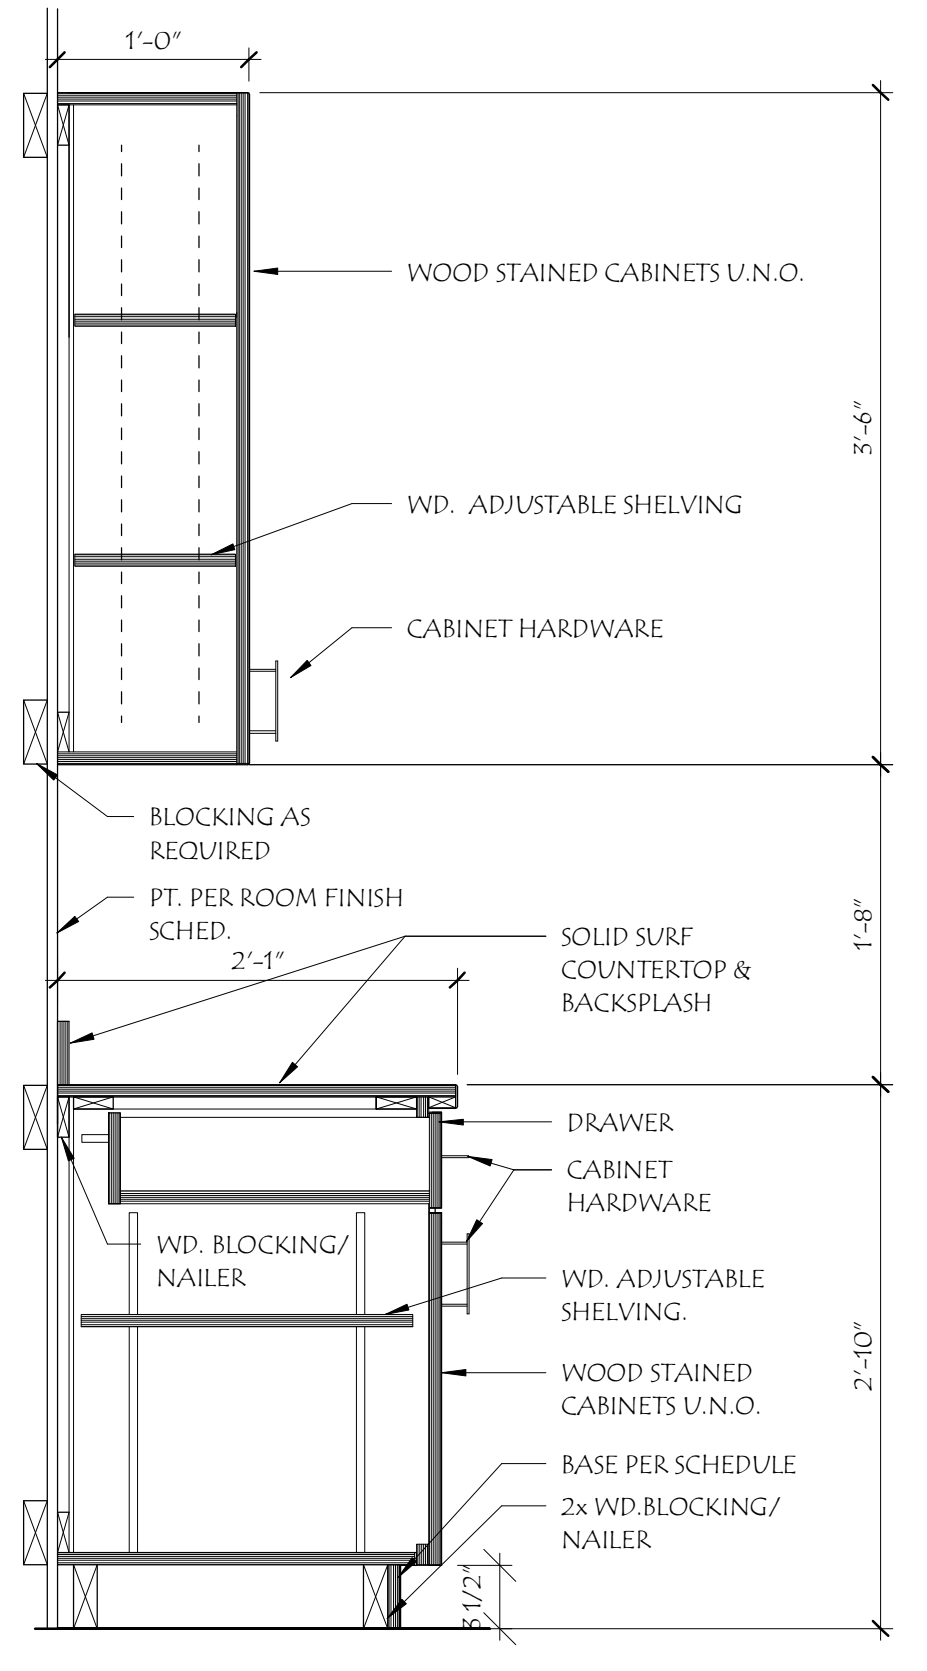 1'-0"
WOOD STAINED CABINETS U.N.O.
3'-6"
WD. ADJUSTABLE SHELVING
CABINET HARDWARE
BLOCKING AS
REQUIRED
PT. PER ROOM FINISH
SCHED.
1'-8"
2'-1"
SOLID SURF
COUNTERTOP &
BACKSPLASH
DRAWER
CABINET
HARDWARE
WD. BLOCKING/
NAILER
WD. ADJUSTABLE
SHELVING.
2'-10"
WOOD STAINED
CABINETS U.N.O.
BASE PER SCHEDULE
2x WD.BLOCKING/
NAILER
3 1/2"